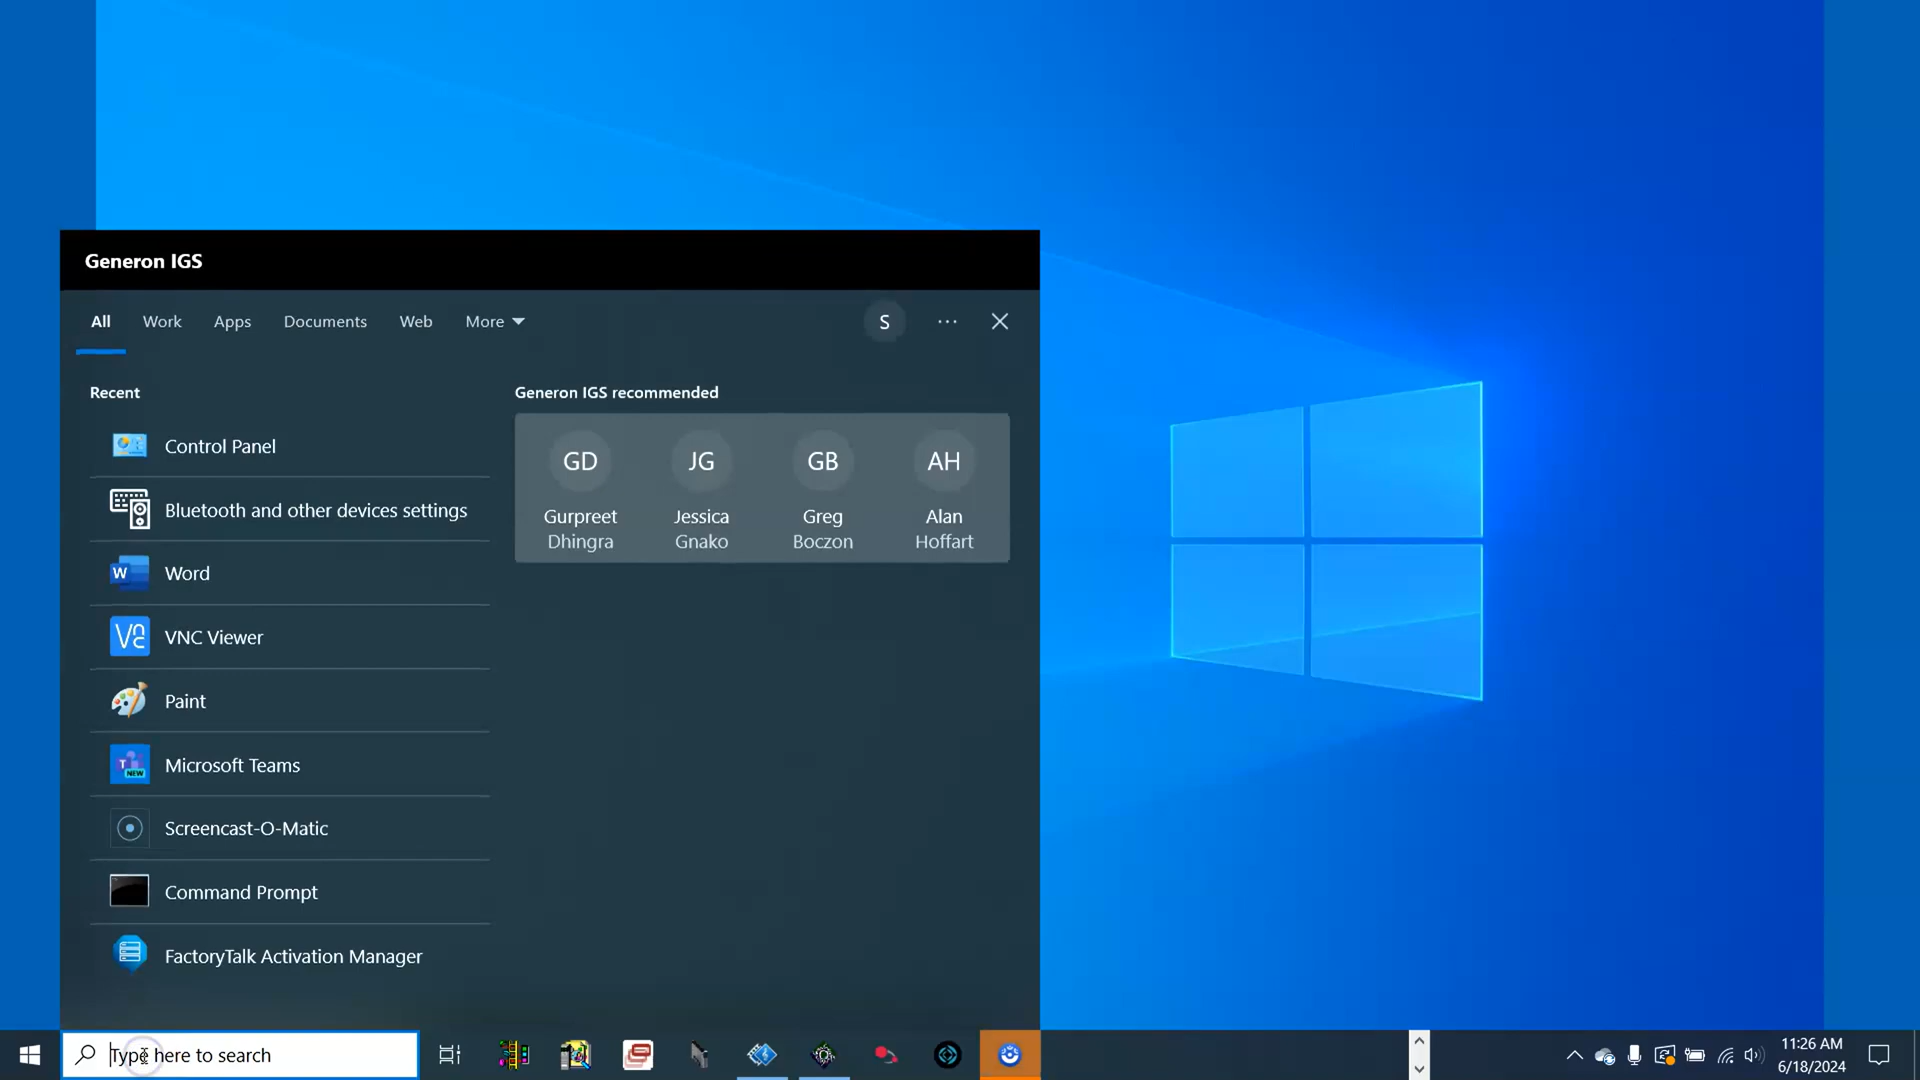 Generon IGS
All Work Apps Documents Web More S ...
Recent
Control Panel
Bluetooth and other devices settings
Word
VNC Viewer
Paint
Microsoft Teams
Screencast-O-Matic
Command Prompt
FactoryTalk Activation Manager
Generon IGS recommended
GD JG GB AH
Gurpreet Jessica Greg Alan
Dhingra Gnako Boczon Hoffart
W
T
NEW
Type here to search
11:26 AM
6/18/2024